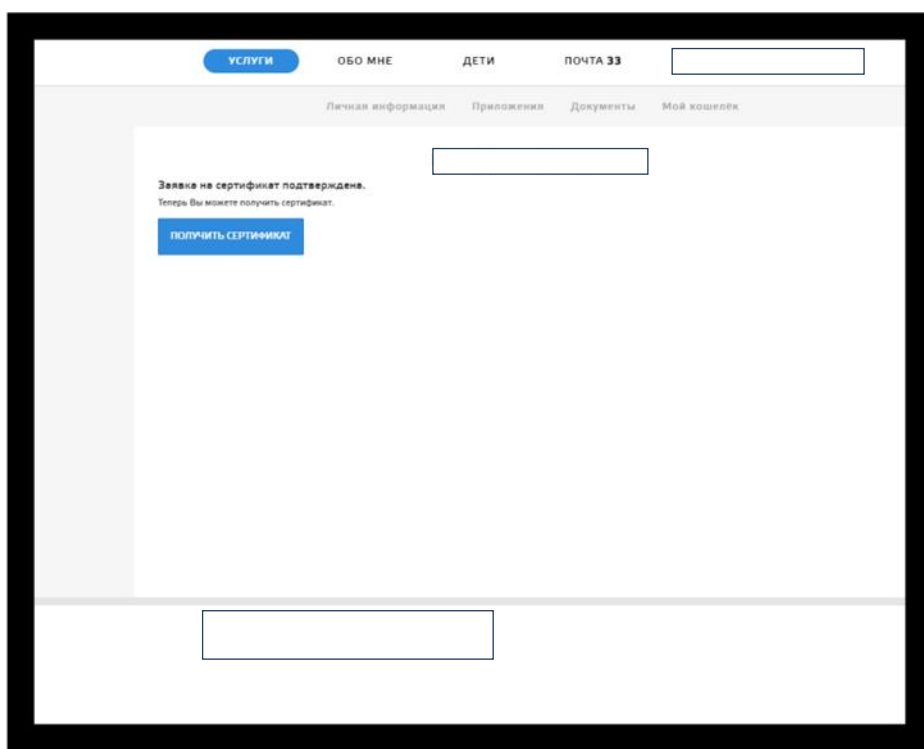 УСЛУГИ ОБО МНЕ ДЕТИ ПОЧТА 33
Личная информация Приложения Документы Мой кошелёк
Заявка на сертификат подтверждена.
Теперь Вы можете получить сертификат.
ПОЛУЧИТЬ СЕРТИФИКАТ